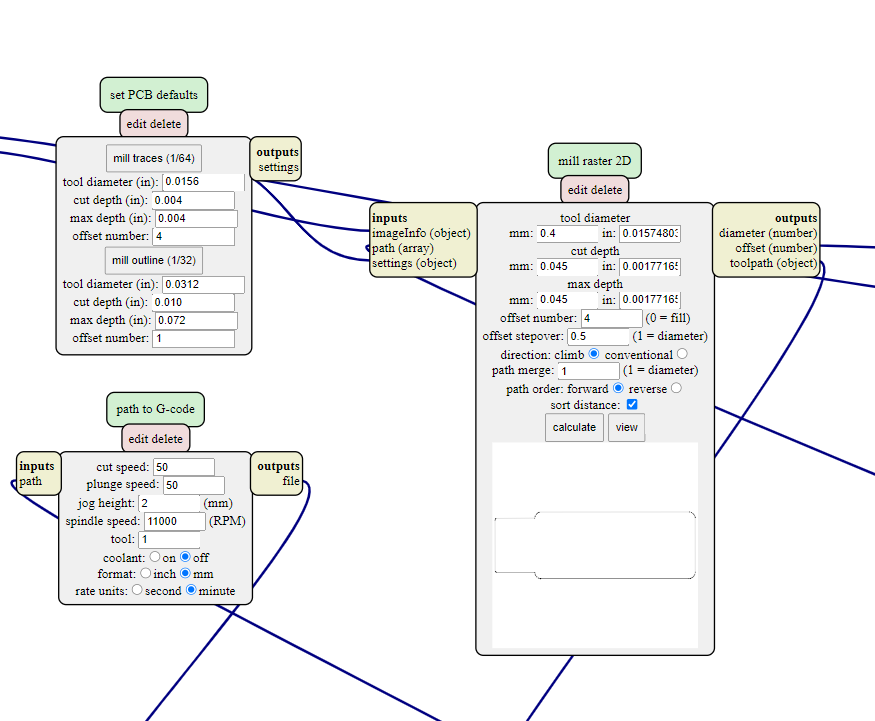 set PCB defaults
edit delete
mill traces (1/64)
tool diameter (in): 0.0156
cut depth (in): 0.004
max depth (in): 0.004
offset number: 4
mill outline (1/32)
tool diameter (in): 0.0312
cut depth (in): 0.010
max depth (in): 0.072
offset number: 1
outputs
settings
path to G-code
edit delete
inputs
path
cut speed: 50
plunge speed: 50
jog height: 2 (mm)
spindle speed: 11000 (RPM)
tool: 1
coolant: on off
format: inch mm
rate units: second minute
outputs
file
mill raster 2D
edit delete
inputs
imageInfo (object)
path (array)
settings (object)
tool diameter
mm: 0.4 in: 0.01574803
cut depth
mm: 0.045 in: 0.0017716
max depth
mm: 0.045 in: 0.0017716
offset number: 4 (0 = fill)
offset stepover: 0.5 (1 = diameter)
direction: climb conventional
path merge: 1 (1 = diameter)
path order: forward reverse
sort distance:
calculate view
outputs
diameter (number)
offset (number)
toolpath (object)